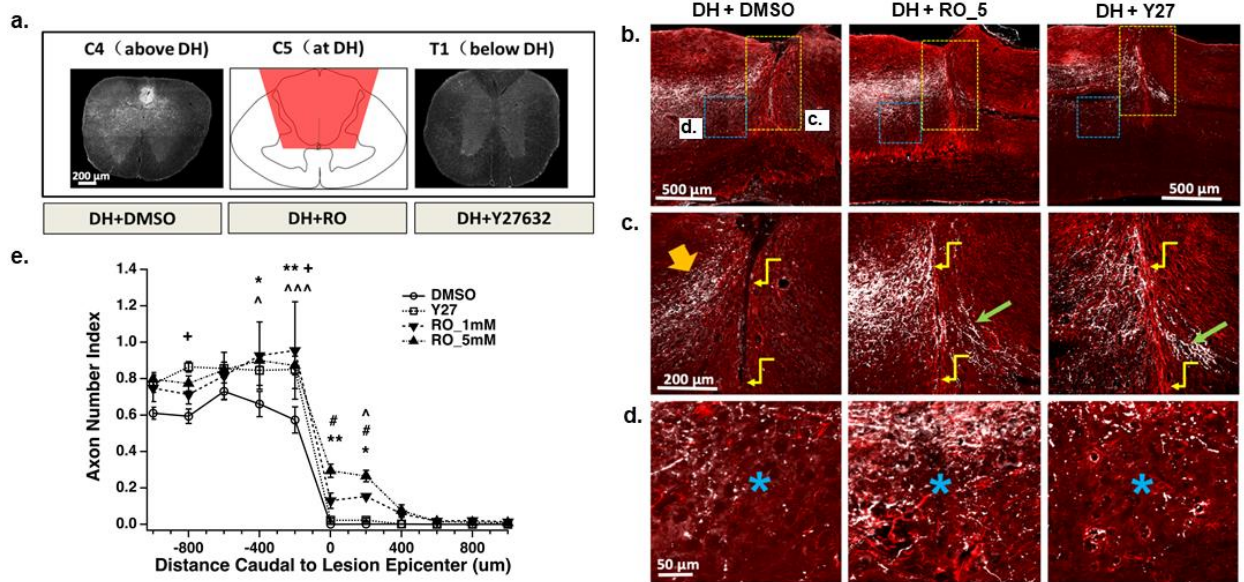 a.
C4 （above DH)
C5 (at DH)
T1 (below DH)
200 µm
DH+DMSO
DH+RO
DH+Y27632
e.
Axon Number Index
1.4
1.2
1.0
0.8
0.6
0.4
0.2
0.0
-800
-400
0
400
800
Distance Caudal to Lesion Epicenter (um)
+
*
^
** +
^^^
DMSO
Y27
RO_1mM
RO_5mM
#
**
^
#
*
DH + DMSO
DH + RO_5
DH + Y27
b.
d.
c.
500 µm
500 µm
c.
200 µm
d.
*
*
*
50 µm